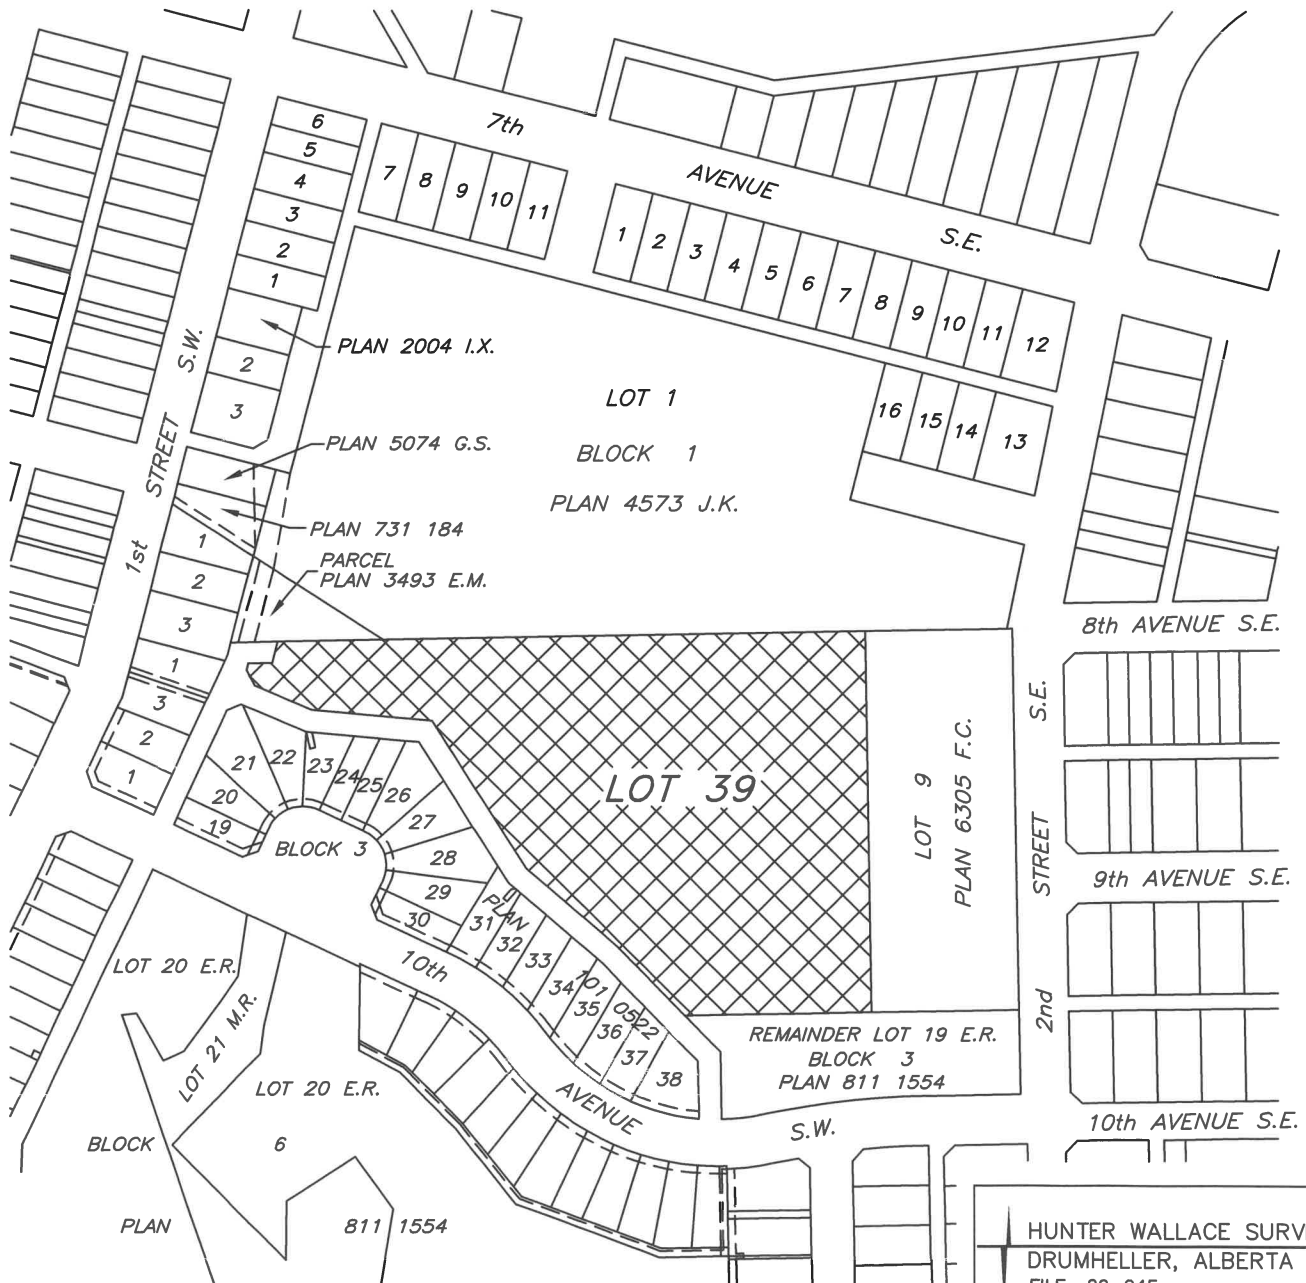 7th
AVENUE
S.E.
6
5
4
3
2
1
7
8
9
10
11
1
2
3
4
5
6
7
8
9
10
11
12
16
15
14
13
PLAN 2004 I.X.
2
3
S.W.
STREET
1st
LOT 1
BLOCK 1
PLAN 4573 J.K.
PLAN 5074 G.S.
PLAN 731 184
PARCEL
PLAN 3493 E.M.
1
2
3
1
3
2
1
8th AVENUE S.E.
S.E.
STREET
2nd
LOT 39
LOT 9
PLAN 6305 F.C.
21
22
23
24
25
26
20
19
27
BLOCK 3
28
29
30
31
32
33
34
35
36
37
38
PLAN
101 0522
9th AVENUE S.E.
10th
AVENUE
S.W.
LOT 20 E.R.
LOT 21 M.R.
LOT 20 E.R.
REMAINDER LOT 19 E.R.
BLOCK 3
PLAN 811 1554
10th AVENUE S.E.
BLOCK 6
PLAN 811 1554
HUNTER WALLACE SURV
DRUMHELLER, ALBERTA